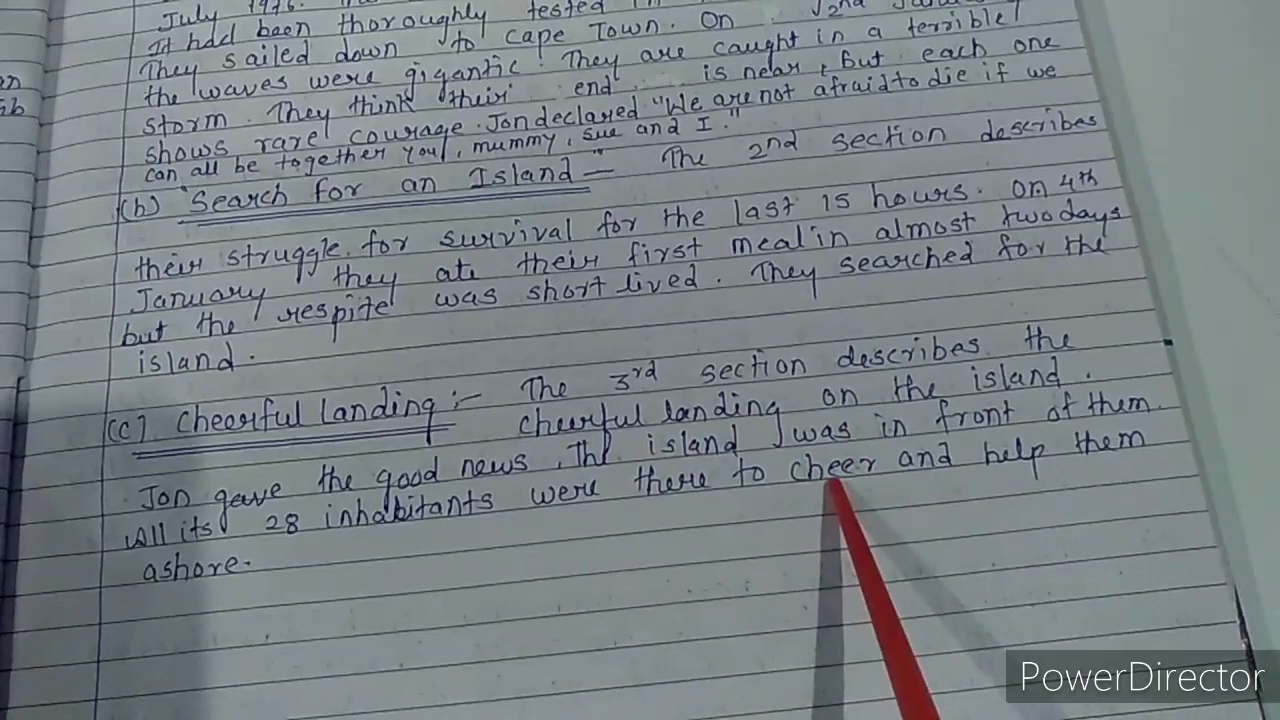 July 1976.
It had been thoroughly tested in
They sailed down to Cape Town. On 2nd
the waves were gigantic. They are caught in a terrible
storm. They think their end is near, but each one
shows rare courage. Jon declared "We are not afraid to die if we
can all be together you, mummy, Sue and I."
(b) "Search for an Island" - The 2nd section describes
their struggle for survival for the last 15 hours. On 4th
January they ate their first meal in almost two days
but the respite was short lived. They searched for the
island.
(c) Cheerful landing :- The 3rd section describes the
cheerful landing on the island.
Jon gave the good news. The island was in front of them.
All its 28 inhabitants were there to cheer and help them
ashore.
PowerDirector